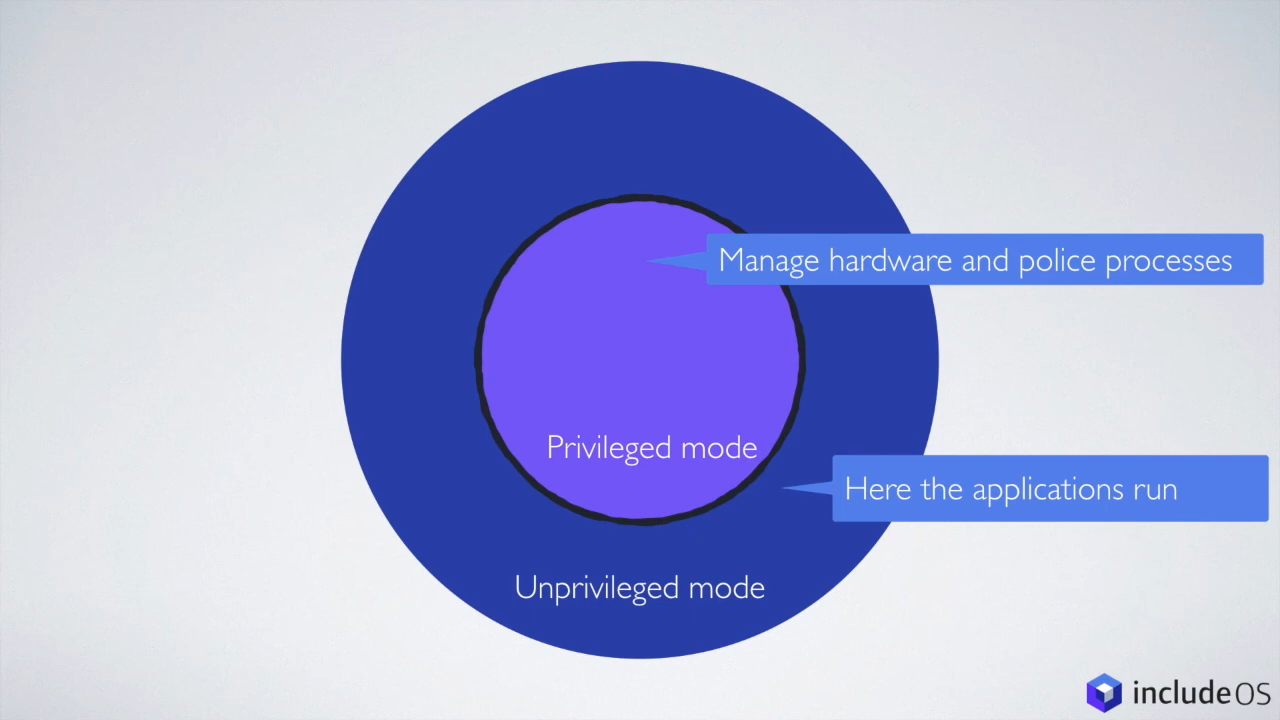 Manage hardware and police processes
Privileged mode
Here the applications run
Unprivileged mode
includeOS